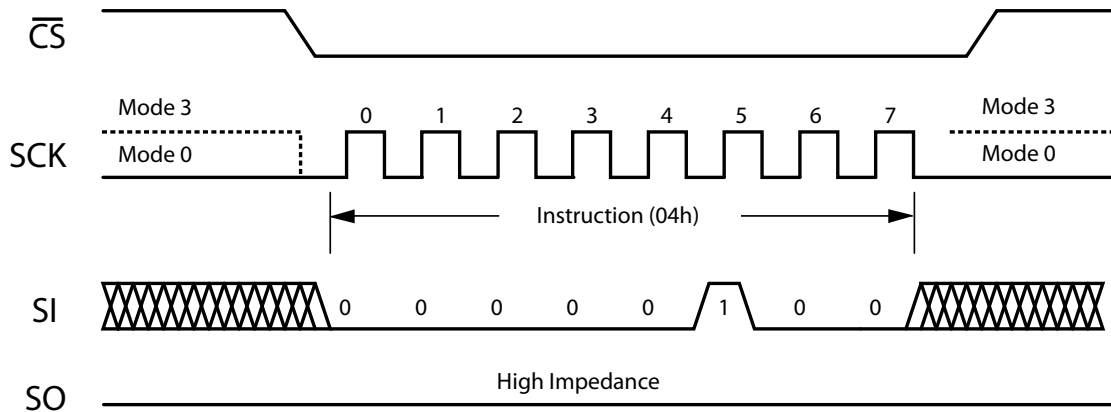 C̅S̅
Mode 3
Mode 0
SCK
0 1 2 3 4 5 6 7
Mode 3
Mode 0
Instruction (04h)
SI
0 0 0 0 0 1 0 0
High Impedance
SO